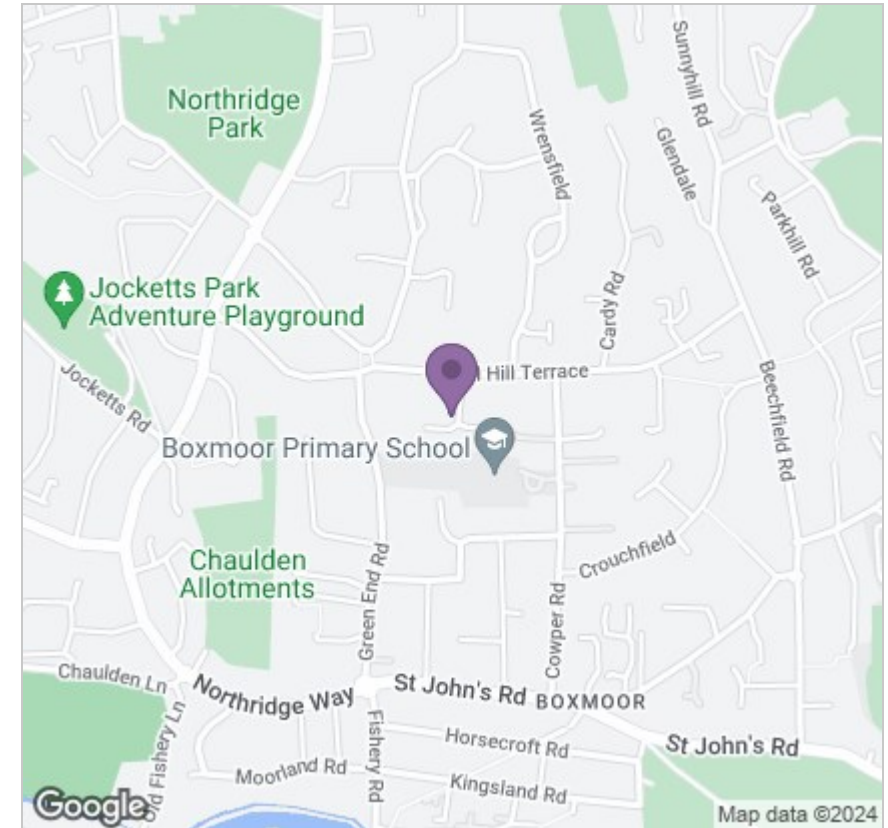 Sunnyhill Rd
Northridge
Park
Wrensfield
Glendale
Parkhill Rd
Jocketts Park
Adventure Playground
Cardy Rd
Hill Terrace
Jocketts Rd
Beechfield Rd
Boxmoor Primary School
Chaulden
Allotments
Green End Rd
Crouchfield
Cowper Rd
Chaulden Ln
Northridge Way
St John's Rd
BOXMOOR
Old Fishery Ln
Fishery Rd
Horsecroft Rd
St John's Rd
Moorland Rd
Kingsland Rd
Google
Map data ©2024